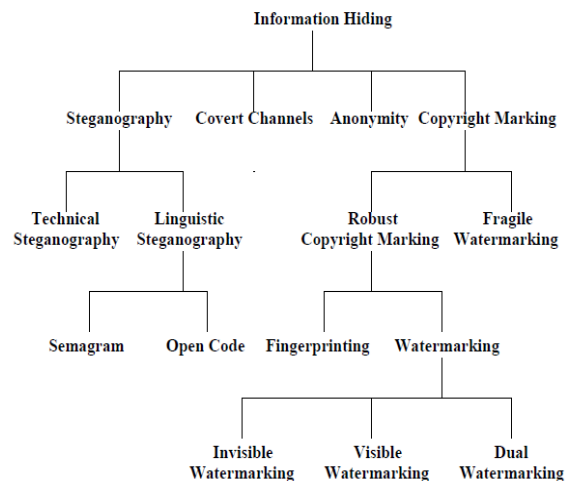 Information Hiding
Steganography Covert Channels Anonymity Copyright Marking
Technical Steganography
Linguistic Steganography
Robust Copyright Marking
Fragile Watermarking
Semagram Open Code Fingerprinting Watermarking
Invisible Watermarking
Visible Watermarking
Dual Watermarking